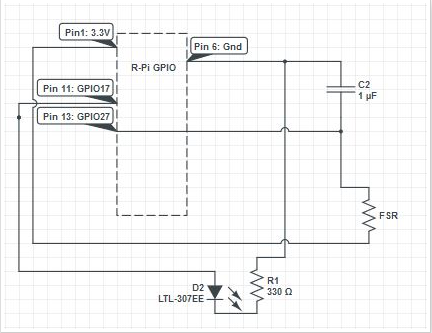 Pin1: 3.3V
Pin 6: Gnd
R-Pi GPIO
Pin 11: GPIO17
C2
1 µF
Pin 13: GPIO27
FSR
D2
LTL-307EE
R1
330 Ω